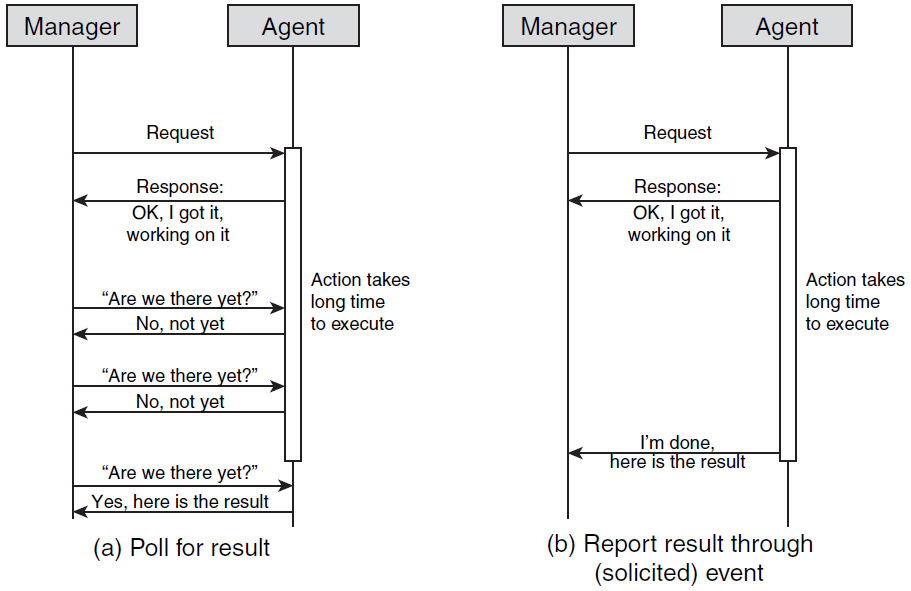 Manager
Agent
Request
Response:
OK, I got it,
working on it
“Are we there yet?”
No, not yet
“Are we there yet?”
No, not yet
“Are we there yet?”
Yes, here is the result
Action takes
long time
to execute
(a) Poll for result
Manager
Agent
Request
Response:
OK, I got it,
working on it
Action takes
long time
to execute
I’m done,
here is the result
(b) Report result through
(solicited) event